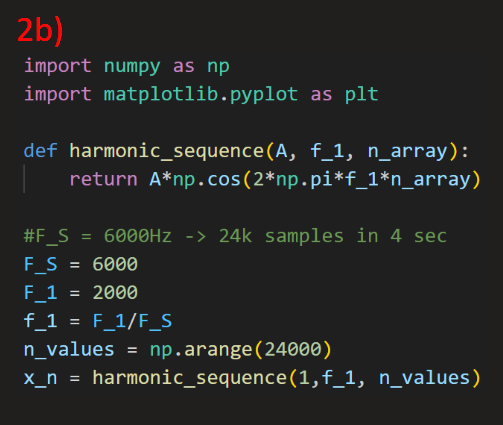 2b)
import numpy as np
import matplotlib.pyplot as plt
def harmonic_sequence(A, f_1, n_array):
    return A*np.cos(2*np.pi*f_1*n_array)
#F_S = 6000Hz -> 24k samples in 4 sec
F_S = 6000
F_1 = 2000
f_1 = F_1/F_S
n_values = np.arange(24000)
x_n = harmonic_sequence(1,f_1, n_values)